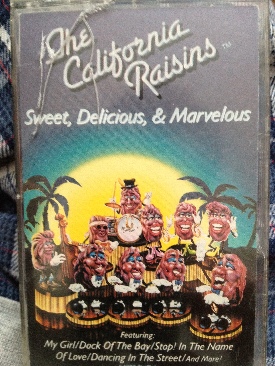 The
California
Raisins™
Sweet, Delicious, & Marvelous
Featuring:
My Girl/Dock Of The Bay/Stop! In The Name
Of Love/Dancing In The Street/And More!